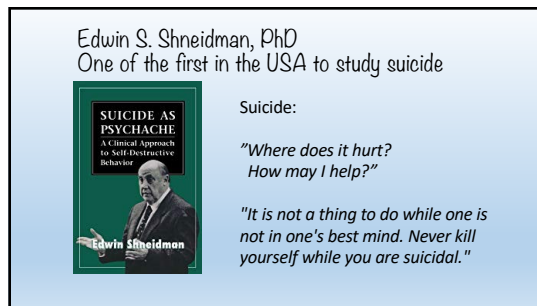 Edwin S. Shneidman, PhD
One of the first in the USA to study suicide
SUICIDE AS
PSYCHACHE
A Clinical Approach
to Self-Destructive
Behavior
Edwin Shneidman
Suicide:
”Where does it hurt?
How may I help?”
"It is not a thing to do while one is
not in one's best mind. Never kill
yourself while you are suicidal."